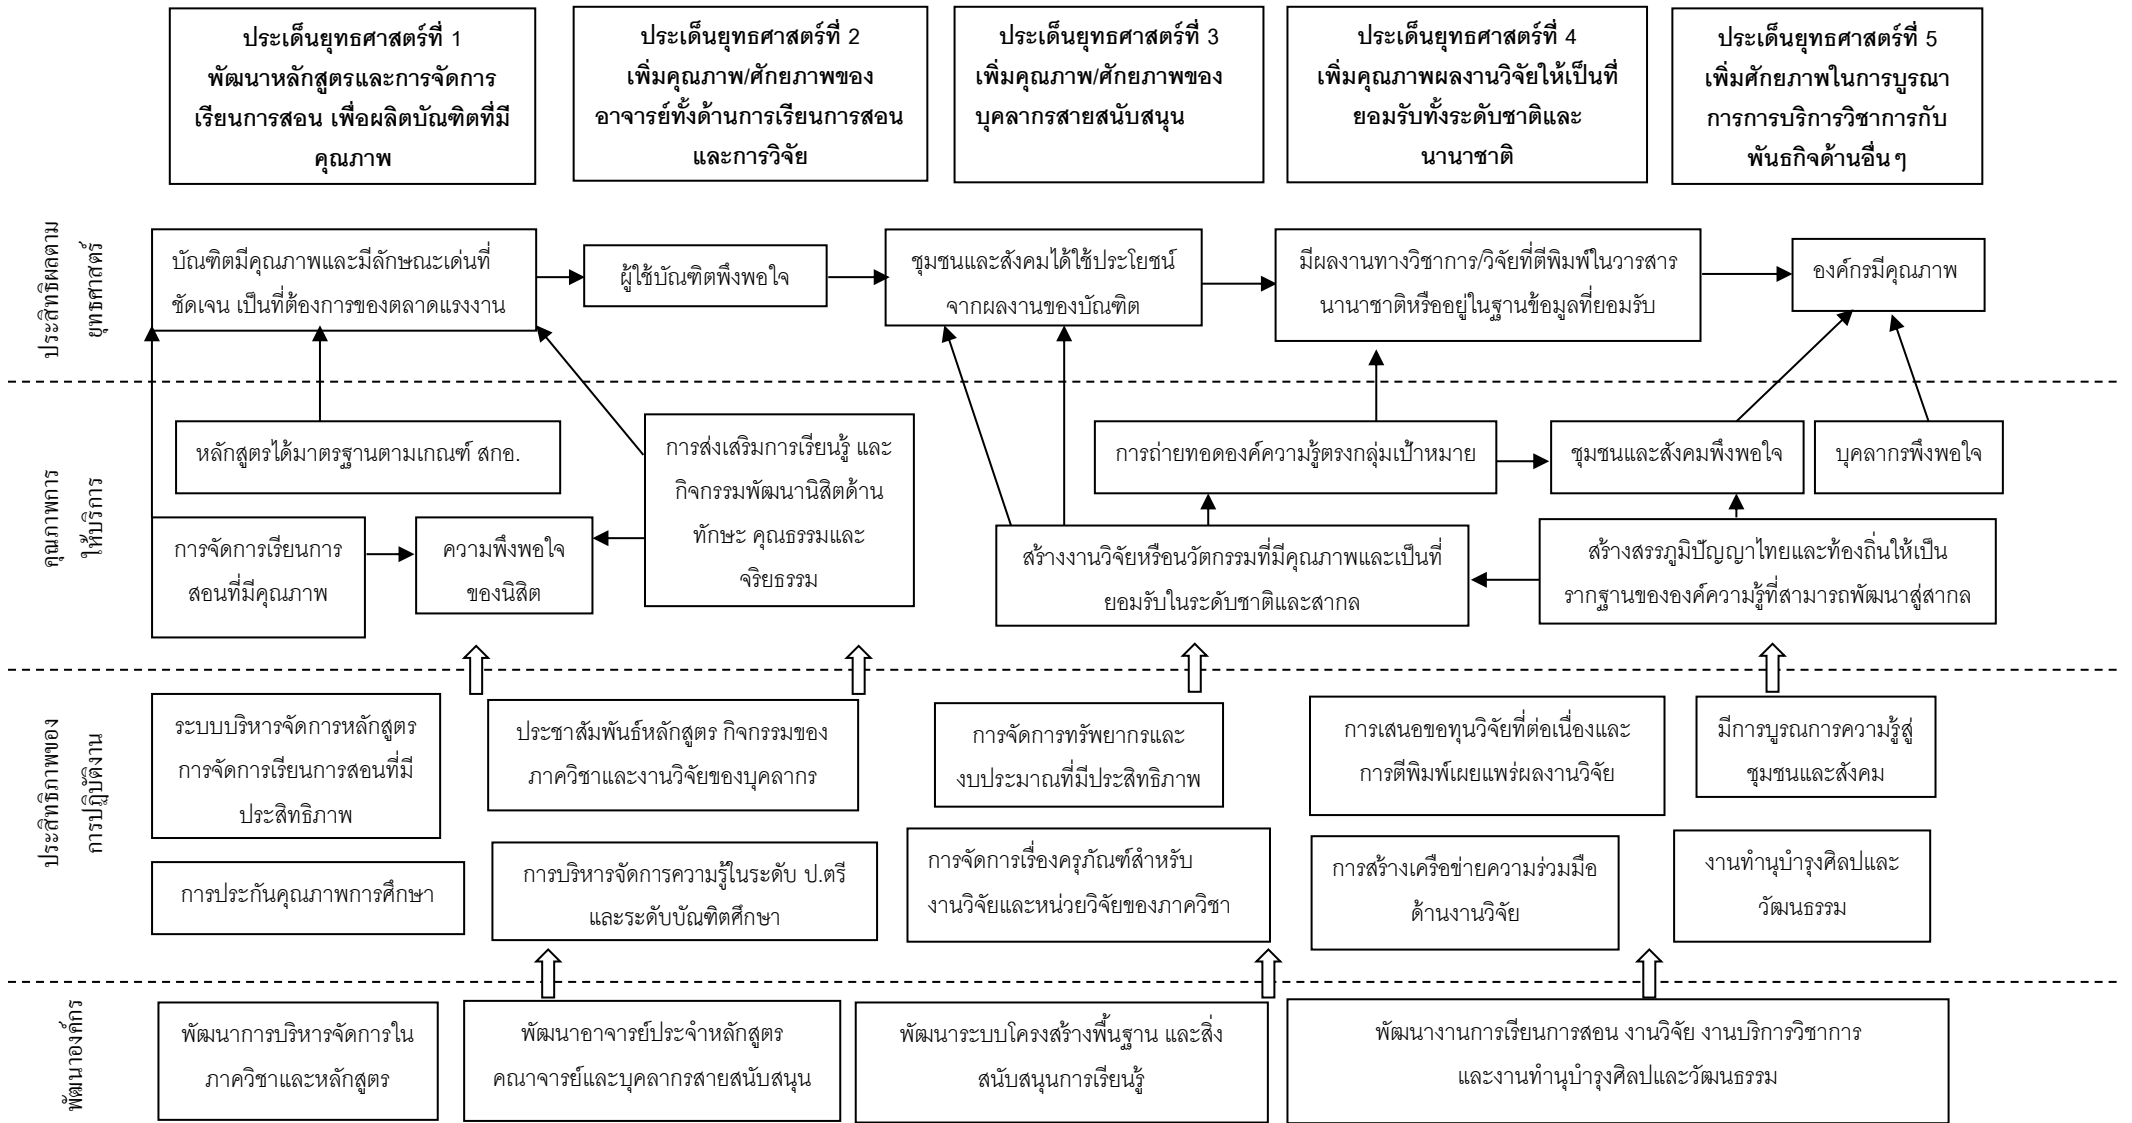 ประเด็นยุทธศาสตร์ที่ 1
พัฒนาหลักสูตรและการจัดการ
เรียนการสอน เพื่อผลิตบัณฑิตที่มี
คุณภาพ
ประเด็นยุทธศาสตร์ที่ 2
เพิ่มคุณภาพ/ศักยภาพของ
อาจารย์ทั้งด้านการเรียนการสอน
และการวิจัย
ประเด็นยุทธศาสตร์ที่ 3
เพิ่มคุณภาพ/ศักยภาพของ
บุคลากรสายสนับสนุน
ประเด็นยุทธศาสตร์ที่ 4
เพิ่มคุณภาพผลงานวิจัยให้เป็นที่
ยอมรับทั้งระดับชาติและ
นานาชาติ
ประเด็นยุทธศาสตร์ที่ 5
เพิ่มศักยภาพในการบูรณา
การการบริการวิชาการกับ
พันธกิจด้านอื่นๆ
ประสิทธิผลตาม
ยุทธศาสตร์
บัณฑิตมีคุณภาพและมีลักษณะเด่นที่
ชัดเจน เป็นที่ต้องการของตลาดแรงงาน
ผู้ใช้บัณฑิตพึงพอใจ
ชุมชนและสังคมได้ใช้ประโยชน์
จากผลงานของบัณฑิต
มีผลงานทางวิชาการ/วิจัยที่ตีพิมพ์ในวารสาร
นานาชาติหรืออยู่ในฐานข้อมูลที่ยอมรับ
องค์กรมีคุณภาพ
คุณภาพการ
ให้บริการ
หลักสูตรได้มาตรฐานตามเกณฑ์ สกอ.
การส่งเสริมการเรียนรู้ และ
กิจกรรมพัฒนานิสิตด้าน
ทักษะ คุณธรรมและ
จริยธรรม
การถ่ายทอดองค์ความรู้ตรงกลุ่มเป้าหมาย
ชุมชนและสังคมพึงพอใจ
บุคลากรพึงพอใจ
การจัดการเรียนการ
สอนที่มีคุณภาพ
ความพึงพอใจ
ของนิสิต
สร้างงานวิจัยหรือนวัตกรรมที่มีคุณภาพและเป็นที่
ยอมรับในระดับชาติและสากล
สร้างสรรภูมิปัญญาไทยและท้องถิ่นให้เป็น
รากฐานขององค์ความรู้ที่สามารถพัฒนาสู่สากล
ประสิทธิภาพของ
การปฏิบัติงาน
ระบบบริหารจัดการหลักสูตร
การจัดการเรียนการสอนที่มี
ประสิทธิภาพ
ประชาสัมพันธ์หลักสูตร กิจกรรมของ
ภาควิชาและงานวิจัยของบุคลากร
การจัดการทรัพยากรและ
งบประมาณที่มีประสิทธิภาพ
การเสนอขอทุนวิจัยที่ต่อเนื่องและ
การตีพิมพ์เผยแพร่ผลงานวิจัย
มีการบูรณการความรู้สู่
ชุมชนและสังคม
การประกันคุณภาพการศึกษา
การบริหารจัดการความรู้ในระดับ ป.ตรี
และระดับบัณฑิตศึกษา
การจัดการเรื่องครุภัณฑ์สำหรับ
งานวิจัยและหน่วยวิจัยของภาควิชา
การสร้างเครือข่ายความร่วมมือ
ด้านงานวิจัย
งานทำนุบำรุงศิลปและ
วัฒนธรรม
พัฒนาองค์กร
พัฒนาการบริหารจัดการใน
ภาควิชาและหลักสูตร
พัฒนาอาจารย์ประจำหลักสูตร
คณาจารย์และบุคลากรสายสนับสนุน
พัฒนาระบบโครงสร้างพื้นฐาน และสิ่ง
สนับสนุนการเรียนรู้
พัฒนางานการเรียนการสอน งานวิจัย งานบริการวิชาการ
และงานทำนุบำรุงศิลปและวัฒนธรรม